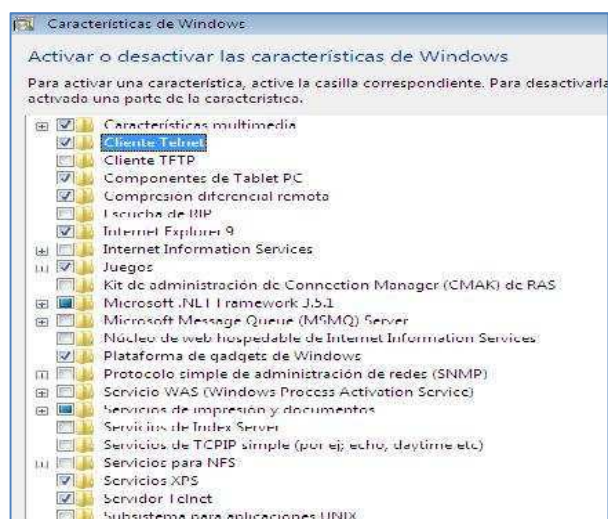 Características de Windows
Activar o desactivar las características de Windows
Para activar una característica, active la casilla correspondiente. Para desactivarla
activada una parte de la característica.
Características multimedia
Cliente Telnet
Cliente TFTP
Componentes de Tablet PC
Compresión diferencial remota
Escucha de RIP
Internet Explorer 9
Internet Information Services
Juegos
Kit de administración de Connection Manager (CMAK) de RAS
Microsoft .NET Framework 3.5.1
Microsoft Message Queue (MSMQ) Server
Núcleo de web hospedable de Internet Information Services
Plataforma de gadgets de Windows
Protocolo simple de administración de redes (SNMP)
Servicio WAS (Windows Process Activation Service)
Servicios de impresión y documentos
Servicios de Index Server
Servicios de TCPIP simple (por ej; echo, daytime etc)
Servicios para NFS
Servicios XPS
Servidor Telnet
Subsistema para aplicaciones UNIX